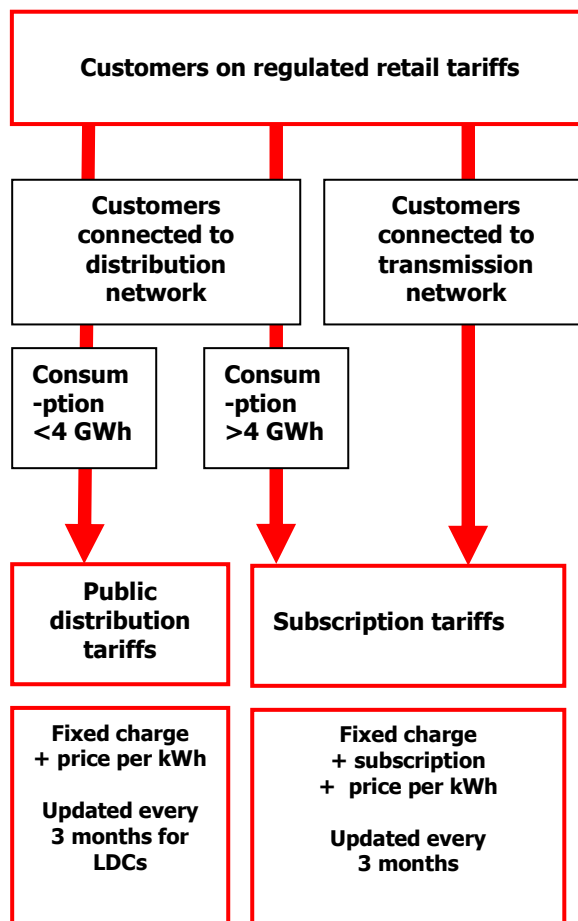 Customers on regulated retail tariffs
Customers
connected to
distribution
network
Customers
connected to
transmission
network
Consum
-ption
<4 GWh
Consum
-ption
>4 GWh
Public
distribution
tariffs
Subscription tariffs
Fixed charge
+ price per kWh
Updated every
3 months for
LDCs
Fixed charge
+ subscription
+ price per kWh
Updated every
3 months